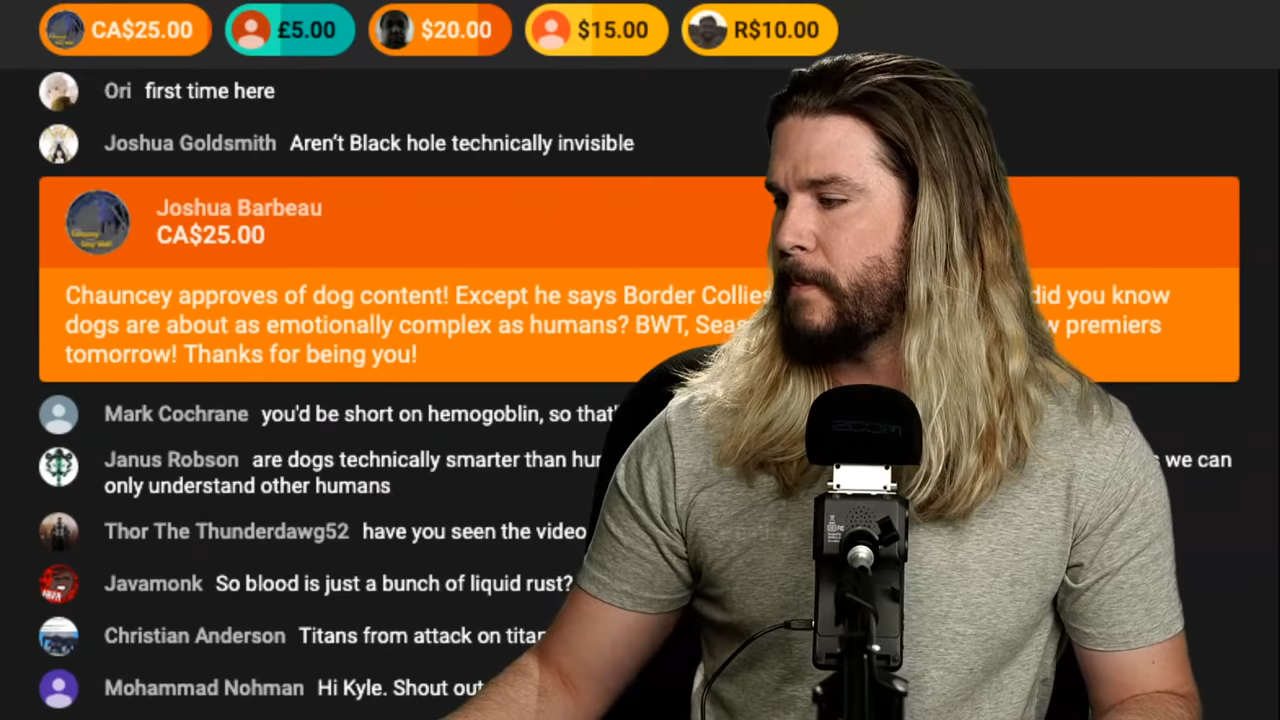 CA$25.00 £5.00 $20.00 $15.00 R$10.00
Ori first time here
Joshua Goldsmith Aren't Black hole technically invisible
Joshua Barbeau
CA$25.00
Chauncey approves of dog content! Except he says Border Collies did you know
dogs are about as emotionally complex as humans? BWT, premiers
tomorrow! Thanks for being you!
Mark Cochrane you'd be short on hemogoblin, so
Janus Robson are dogs technically smarter than we can
only understand other humans
Thor The Thunderdawg52 have you seen the video
Javamonk So blood is just a bunch of liquid rust?
Christian Anderson Titans from attack on
Mohammad Nohman Hi Kyle. Shout out
ZOOM